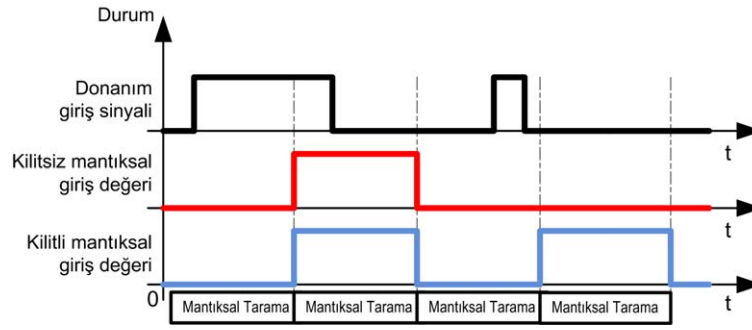 Durum
Donanım
giriş sinyali
t
Kilitsiz mantıksal
giriş değeri
t
Kilitli mantıksal
giriş değeri
t
0
Mantıksal Tarama Mantıksal Tarama Mantıksal Tarama Mantıksal Tarama